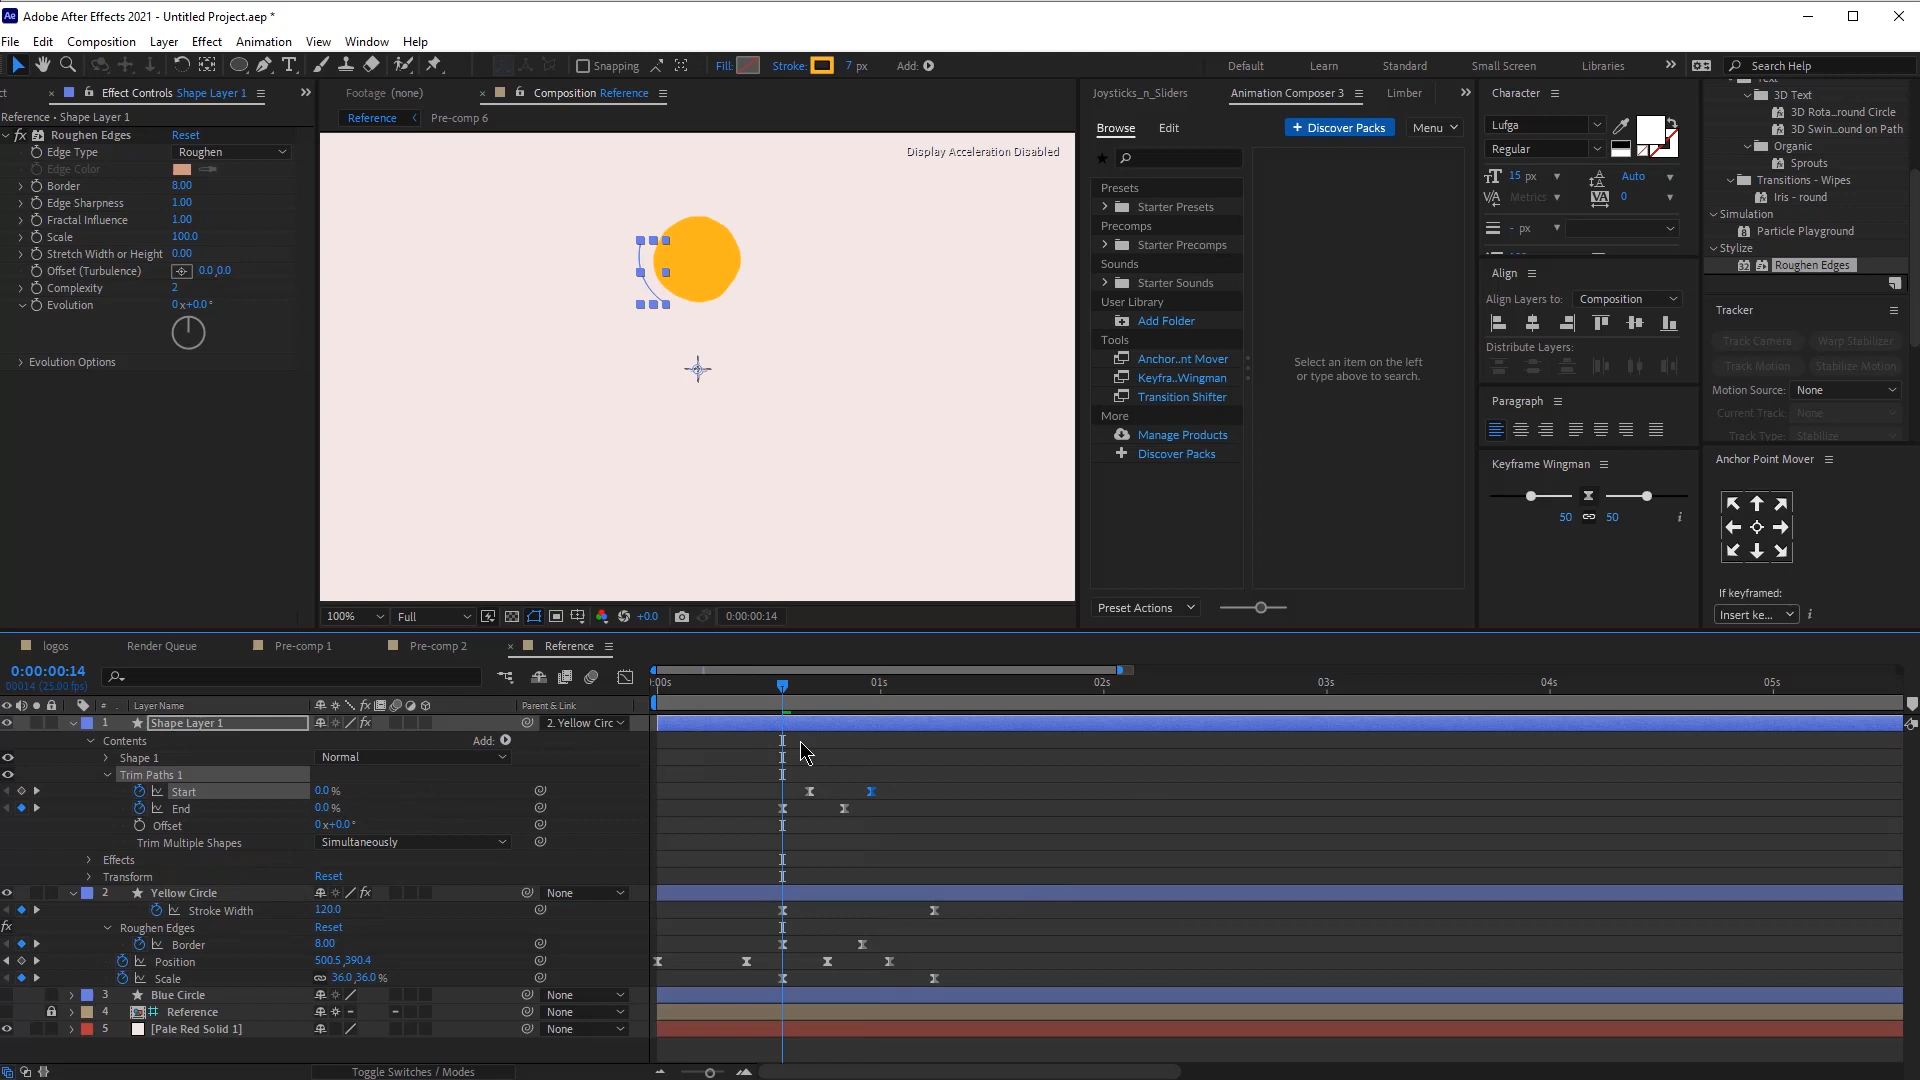 Adobe After Effects 2021 - Untitled Project.aep *
File Edit Composition Layer Effect Animation View Window Help
Snapping Fill: Stroke: 7 px Add: Default Learn Standard Small Screen Libraries Search Help
Effect Controls Shape Layer 1
Reference • Shape Layer 1
Roughen Edges Reset
Edge Type Roughen
Edge Color
Border 8.00
Edge Sharpness 1.00
Fractal Influence 1.00
Scale 100.0
Stretch Width or Height 0.00
Offset (Turbulence) 0.0,0.0
Complexity 2
Evolution 0x+0.0°
Evolution Options
Footage (none)
Composition Reference
Reference Pre-comp 6
Display Acceleration Disabled
100% Full +0.0 0:00:00:14
Joysticks_n_Sliders Animation Composer 3 Limber
Browse Edit + Discover Packs Menu
Presets
Starter Presets
Precomps
Starter Precomps
Sounds
Starter Sounds
User Library
Add Folder
Tools
Anchor..nt Mover
Keyfra..Wingman
Transition Shifter
More
Manage Products
Discover Packs
Select an item on the left
or type above to search.
Preset Actions
Character
Lufga
Regular
15 px Auto
Metrics 0
- px
Align
Align Layers to: Composition
Distribute Layers:
Paragraph
Keyframe Wingman
50 50
Text
3D Text
3D Rota...round Circle
3D Swin...ound on Path
Organic
Sprouts
Transitions - Wipes
Iris - round
Simulation
Particle Playground
Stylize
Roughen Edges
Tracker
Track Camera Warp Stabilizer
Track Motion Stabilize Motion
Motion Source: None
Current Track: None
Track Type: Stabilize
Anchor Point Mover
If keyframed:
Insert ke...
logos Render Queue Pre-comp 1 Pre-comp 2 Reference
0:00:00:14
00014 (25.00 fps)
:00s 01s 02s 03s 04s 05s
# Layer Name Parent & Link
1 Shape Layer 1 2. Yellow Circ
Contents Add:
Shape 1 Normal
Trim Paths 1
Start 0.0 %
End 0.0 %
Offset 0x+0.0°
Trim Multiple Shapes Simultaneously
Effects
Transform Reset
2 Yellow Circle None
Stroke Width 120.0
Roughen Edges Reset
Border 8.00
Position 500.5,390.4
Scale 36.0,36.0 %
3 Blue Circle None
4 Reference None
5 [Pale Red Solid 1] None
Toggle Switches / Modes